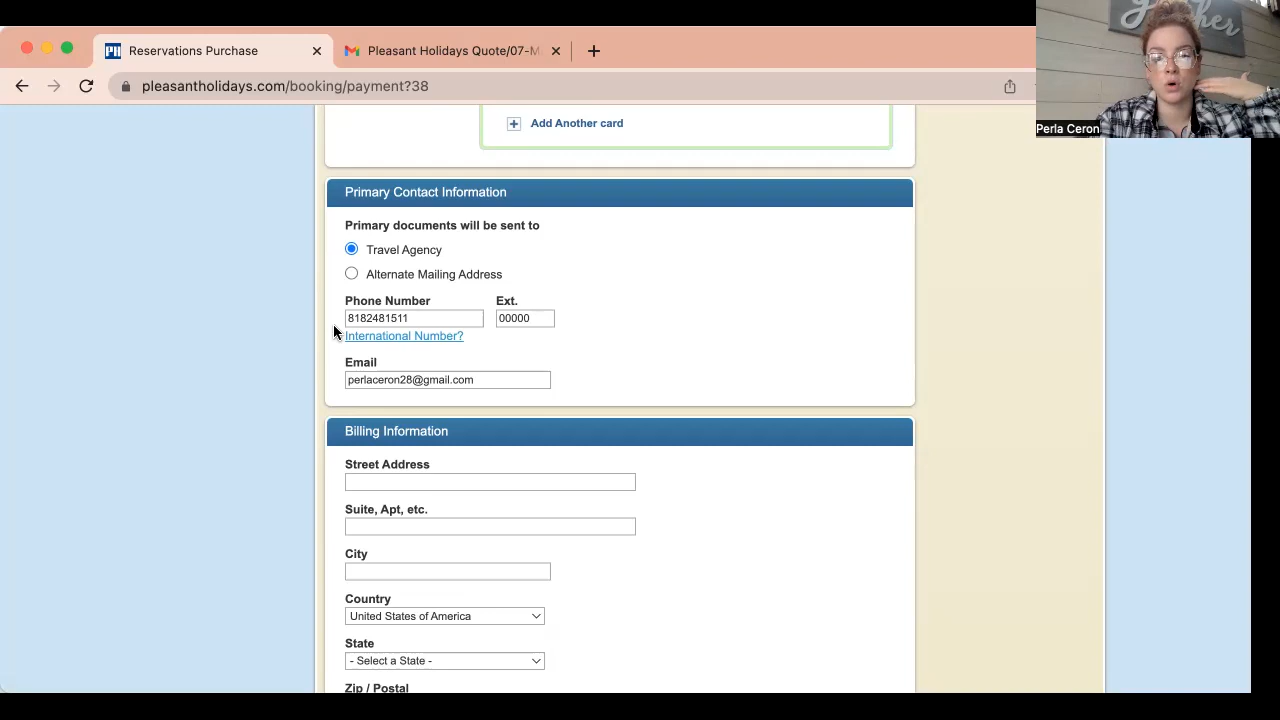 Reservations Purchase
Pleasant Holidays Quote/07-M
pleasantholidays.com/booking/payment?38
gather
Perla Ceron
Add Another card
Primary Contact Information
Primary documents will be sent to
Travel Agency
Alternate Mailing Address
Phone Number Ext.
8182481511 00000
International Number?
Email
perlaceron28@gmail.com
Billing Information
Street Address
Suite, Apt, etc.
City
Country
United States of America
State
- Select a State -
Zip / Postal